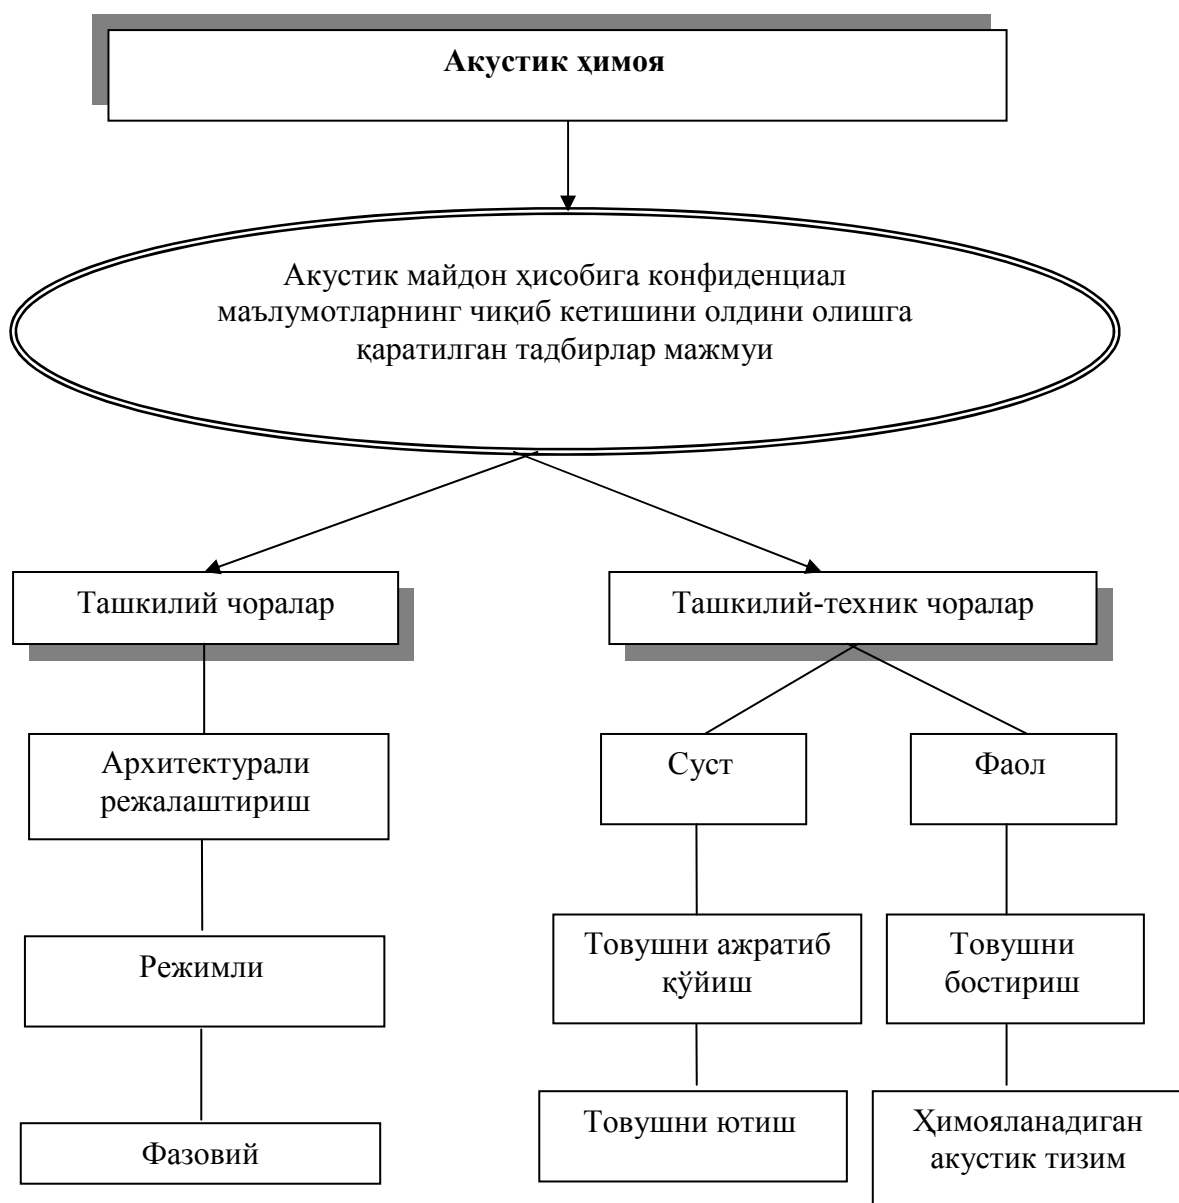 Акустик ҳимоя
Акустик майдон ҳисобига конфиденциал
маълумотларнинг чиқиб кетишини олдини олишга
қаратилган тадбирлар мажмуи
Ташкилий чоралар
Ташкилий-техник чоралар
Архитектурали
режалаштириш
Суст
Фаол
Товушни ажратиб
қўйиш
Товушни
бостириш
Режимли
Товушни ютиш
Ҳимояланадиган
акустик тизим
Фазовий